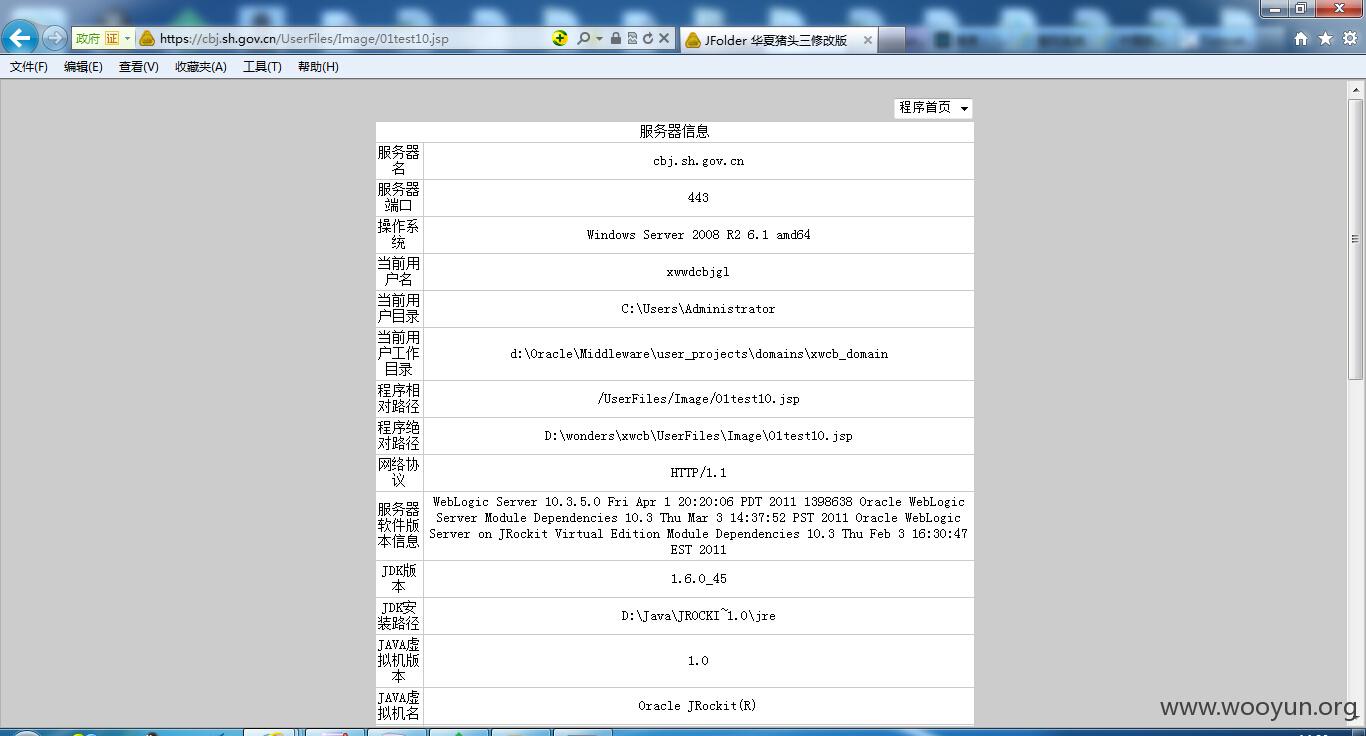 政府 证 https://cbj.sh.gov.cn/UserFiles/Image/01test10.jsp
JFolder 华夏猪头三修改版
文件(F) 编辑(E) 查看(V) 收藏夹(A) 工具(T) 帮助(H)
程序首页
服务器信息
服务器
名
cbj.sh.gov.cn
服务器
端口
443
操作系
统
Windows Server 2008 R2 6.1 amd64
当前用
户名
xwwdcbjgl
当前用
户目录
C:\Users\Administrator
当前用
户工作
目录
d:\Oracle\Middleware\user_projects\domains\xwcb_domain
程序相
对路径
/UserFiles/Image/01test10.jsp
程序绝
对路径
D:\wonders\xwcb\UserFiles\Image\01test10.jsp
网络协
议
HTTP/1.1
服务器
软件版
本信息
WebLogic Server 10.3.5.0 Fri Apr 1 20:20:06 PDT 2011 1398638 Oracle WebLogic
Server Module Dependencies 10.3 Thu Mar 3 14:37:52 PST 2011 Oracle WebLogic
Server on JRockit Virtual Edition Module Dependencies 10.3 Thu Feb 3 16:30:47
EST 2011
JDK版
本
1.6.0_45
JDK安
装路径
D:\Java\JROCKI~1.0\jre
JAVA虚
拟机版
本
1.0
JAVA虚
拟机名
Oracle JRockit(R)
www.wooyun.org